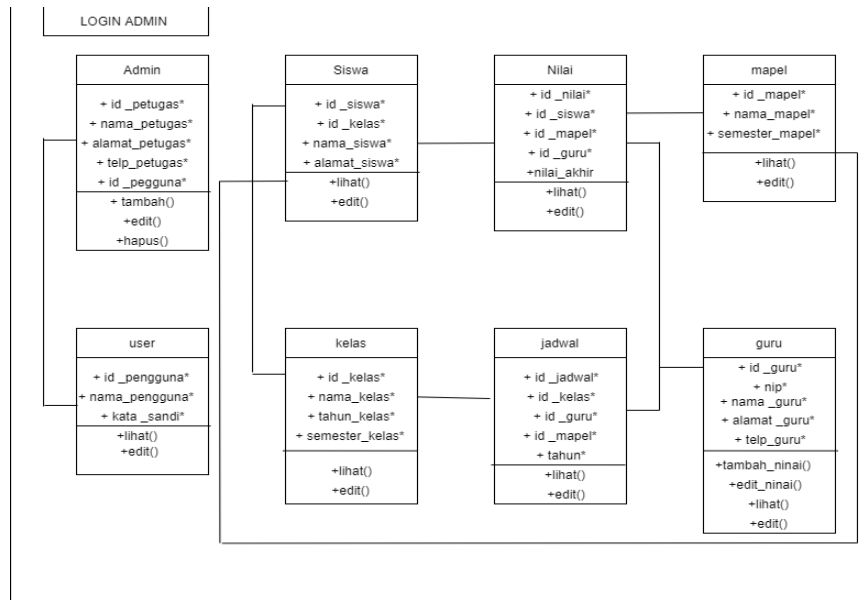 LOGIN ADMIN
Admin
+ id _petugas*
+ nama_petugas*
+ alamat_petugas*
+ telp_petugas*
+ id _pegguna*
+ tambah()
+edit()
+hapus()
Siswa
+ id _siswa*
+ id _kelas*
+ nama_siswa*
+ alamat_siswa*
+lihat()
+edit()
Nilai
+ id _nilai*
+ id _siswa*
+ id _mapel*
+ id _guru*
+nilai_akhir
+lihat()
+edit()
mapel
+ id _mapel*
+ nama_mapel*
+ semester_mapel*
+lihat()
+edit()
user
+ id _pengguna*
+ nama_pengguna*
+ kata _sandi*
+lihat()
+edit()
kelas
+ id _kelas*
+ nama_kelas*
+ tahun_kelas*
+ semester_kelas*
+lihat()
+edit()
jadwal
+ id _jadwal*
+ id _kelas*
+ id _guru*
+ id _mapel*
+ tahun*
+lihat()
+edit()
guru
+ id _guru*
+ nip*
+ nama _guru*
+ alamat _guru*
+ telp_guru*
+tambah_ninai()
+edit_ninai()
+lihat()
+edit()